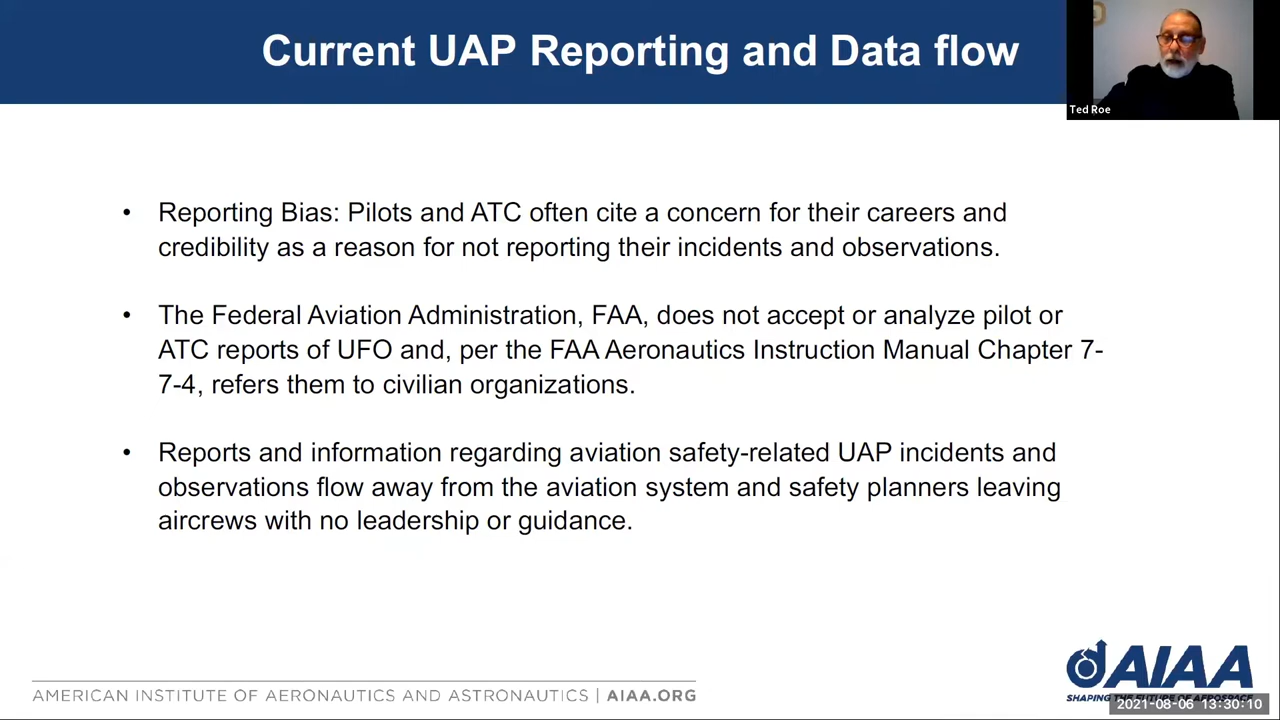 Current UAP Reporting and Data flow
Ted Roe
• Reporting Bias: Pilots and ATC often cite a concern for their careers and
credibility as a reason for not reporting their incidents and observations.
• The Federal Aviation Administration, FAA, does not accept or analyze pilot or
ATC reports of UFO and, per the FAA Aeronautics Instruction Manual Chapter 7-
7-4, refers them to civilian organizations.
• Reports and information regarding aviation safety-related UAP incidents and
observations flow away from the aviation system and safety planners leaving
aircrews with no leadership or guidance.
AMERICAN INSTITUTE OF AERONAUTICS AND ASTRONAUTICS | AIAA.ORG
AIAA
SHAPING THE FUTURE OF AEROSPACE
2021-08-06 13:30:10